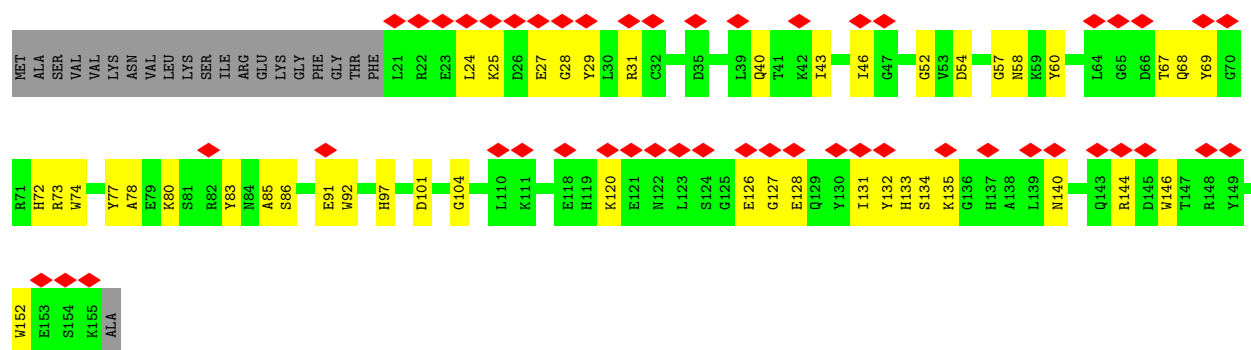 MET ALA SER VAL VAL LYS ASN VAL LEU LYS SER ILE ARG GLU LYS GLY PHE GLY THR PHE L21 R22 E23 L24 K25 D26 E27 G28 Y29 L30 R31 C32 D35 L39 Q40 T41 K42 I43 I46 G47 G52 V53 D54 G57 N58 K59 Y60 L64 G65 D66 T67 Q68 Y69 G70
R71 H72 R73 W74 Y77 A78 E79 K80 S81 R82 Y83 N84 A85 S86 E91 W92 H97 D101 G104 L110 K111 E118 H119 K120 E121 N122 L123 S124 G125 E126 G127 E128 Q129 Y130 I131 Y132 H133 S134 K135 G136 H137 A138 L139 N140 Q143 R144 D145 W146 T147 R148 Y149
W152 E153 S154 K155 ALA